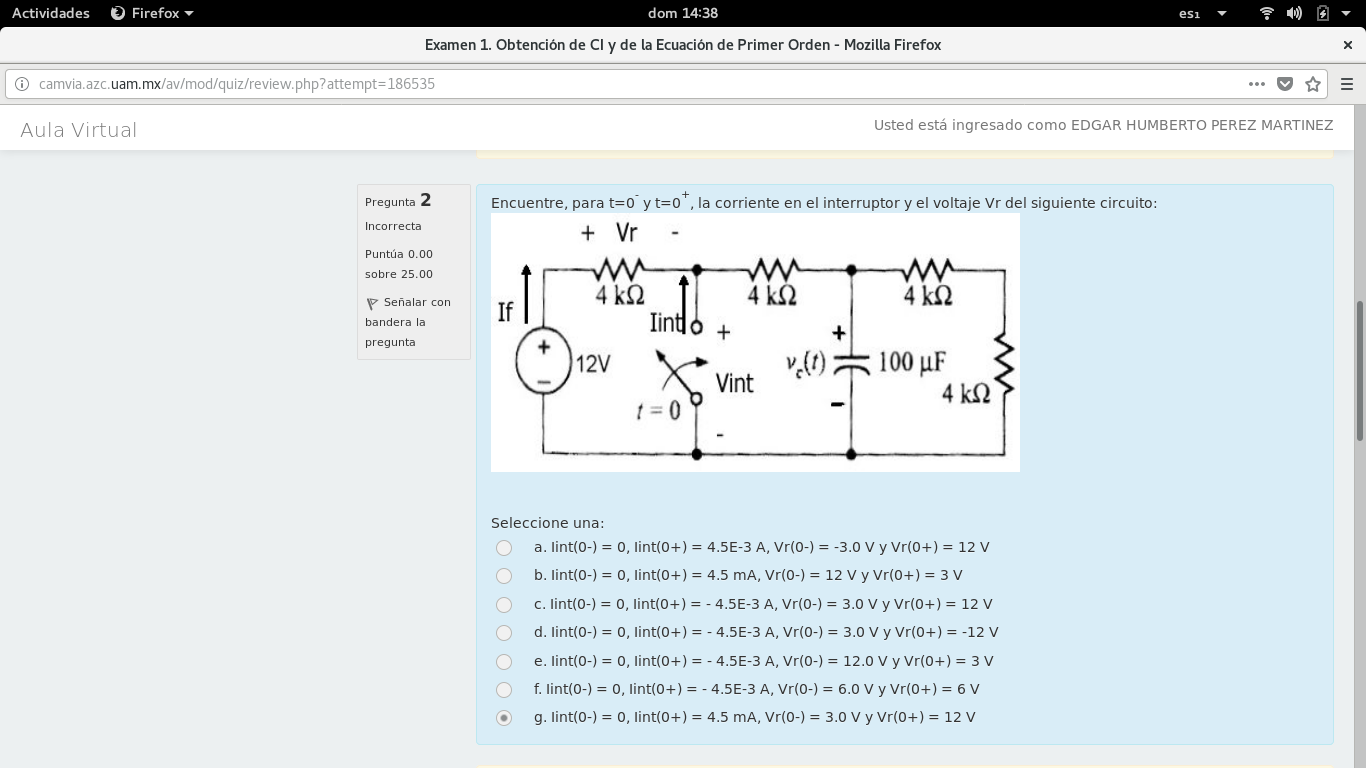 Actividades Firefox dom 14:38 es₁
Examen 1. Obtención de CI y de la Ecuación de Primer Orden - Mozilla Firefox
camvia.azc.uam.mx/av/mod/quiz/review.php?attempt=186535
Aula Virtual Usted está ingresado como EDGAR HUMBERTO PEREZ MARTINEZ
Pregunta 2
Incorrecta
Puntúa 0.00
sobre 25.00
Señalar con
bandera la
pregunta
Encuentre, para t=0⁻ y t=0⁺, la corriente en el interruptor y el voltaje Vr del siguiente circuito:
+ Vr -
4 kΩ 4 kΩ 4 kΩ
If
Iint +
+ 12V −
Vint
t = 0
-
+ v_c(t) 100 μF
−
4 kΩ
Seleccione una:
a. Iint(0-) = 0, Iint(0+) = 4.5E-3 A, Vr(0-) = -3.0 V y Vr(0+) = 12 V
b. Iint(0-) = 0, Iint(0+) = 4.5 mA, Vr(0-) = 12 V y Vr(0+) = 3 V
c. Iint(0-) = 0, Iint(0+) = - 4.5E-3 A, Vr(0-) = 3.0 V y Vr(0+) = 12 V
d. Iint(0-) = 0, Iint(0+) = - 4.5E-3 A, Vr(0-) = 3.0 V y Vr(0+) = -12 V
e. Iint(0-) = 0, Iint(0+) = - 4.5E-3 A, Vr(0-) = 12.0 V y Vr(0+) = 3 V
f. Iint(0-) = 0, Iint(0+) = - 4.5E-3 A, Vr(0-) = 6.0 V y Vr(0+) = 6 V
g. Iint(0-) = 0, Iint(0+) = 4.5 mA, Vr(0-) = 3.0 V y Vr(0+) = 12 V